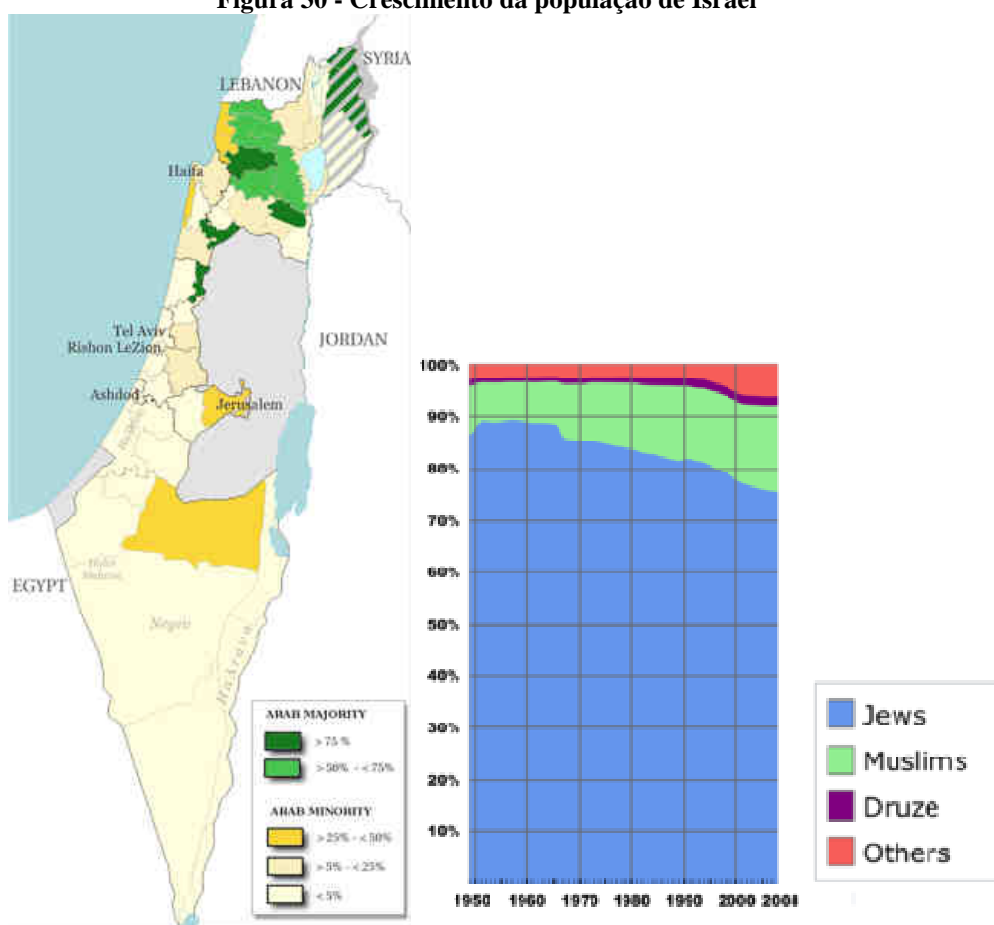 Figura 30 - Crescimento da população de Israel
SYRIA
LEBANON
Haifa
Tel Aviv
Rishon LeZion
JORDAN
Ashdod
Jerusalem
EGYPT
Negev
HaArava
ARAB MAJORITY
> 75 %
> 50% - < 75%
ARAB MINORITY
> 25% - < 50%
> 5% - < 25%
< 5%
100%
90%
80%
70%
60%
50%
40%
30%
20%
10%
1950 1960 1970 1980 1990 2000
Jews
Muslims
Druze
Others